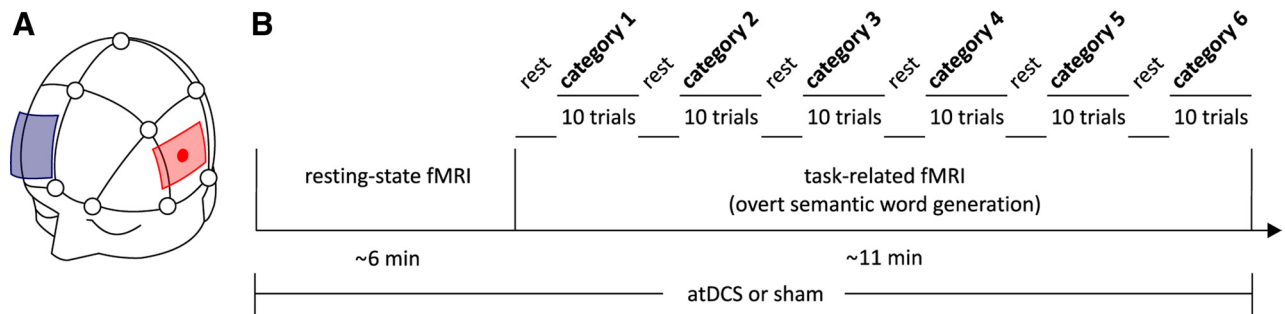 A
B
rest category 1 rest category 2 rest category 3 rest category 4 rest category 5 rest category 6
10 trials 10 trials 10 trials 10 trials 10 trials 10 trials
resting-state fMRI
task-related fMRI
(overt semantic word generation)
~6 min
~11 min
atDCS or sham